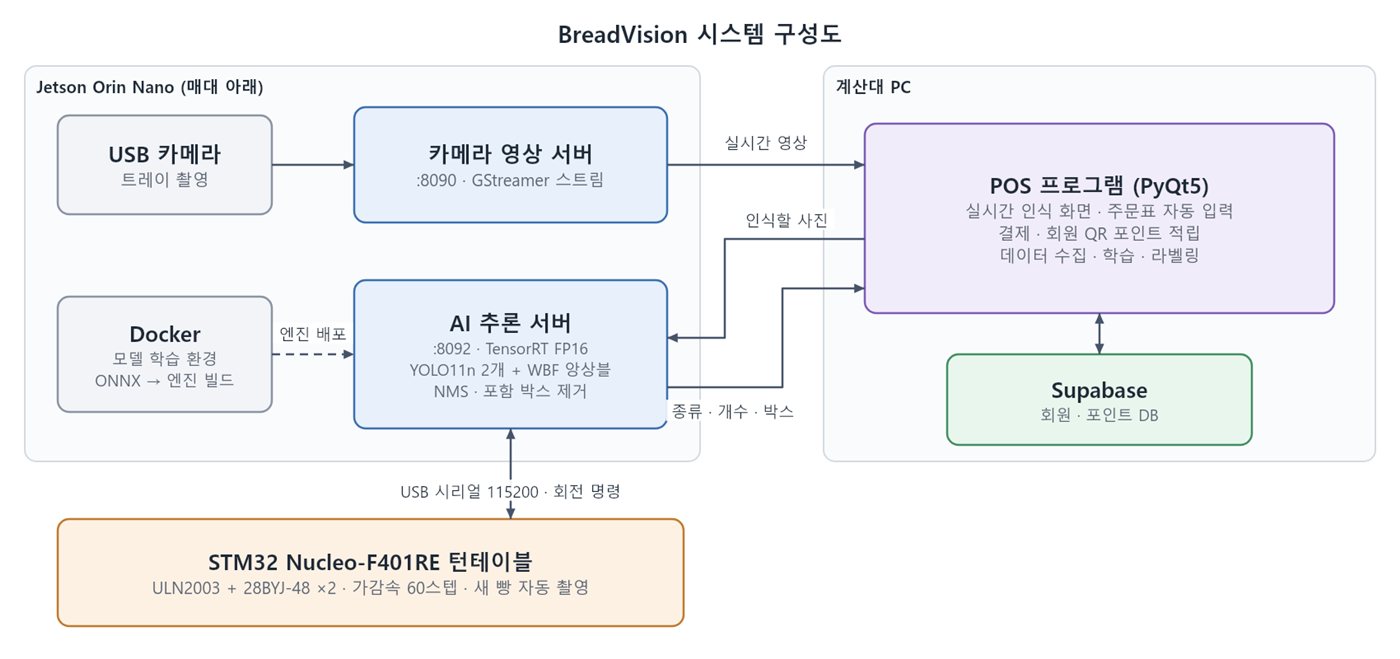 BreadVision 시스템 구성도
Jetson Orin Nano (매대 아래)
USB 카메라
트레이 촬영
카메라 영상 서버
:8090 · GStreamer 스트림
Docker
모델 학습 환경
ONNX → 엔진 빌드
엔진 배포
AI 추론 서버
:8092 · TensorRT FP16
YOLO11n 2개 + WBF 앙상블
NMS · 포함 박스 제거
실시간 영상
인식할 사진
종류 · 개수 · 박스
계산대 PC
POS 프로그램 (PyQt5)
실시간 인식 화면 · 주문표 자동 입력
결제 · 회원 QR 포인트 적립
데이터 수집 · 학습 · 라벨링
Supabase
회원 · 포인트 DB
USB 시리얼 115200 · 회전 명령
STM32 Nucleo-F401RE 턴테이블
ULN2003 + 28BYJ-48 ×2 · 가감속 60스텝 · 새 빵 자동 촬영